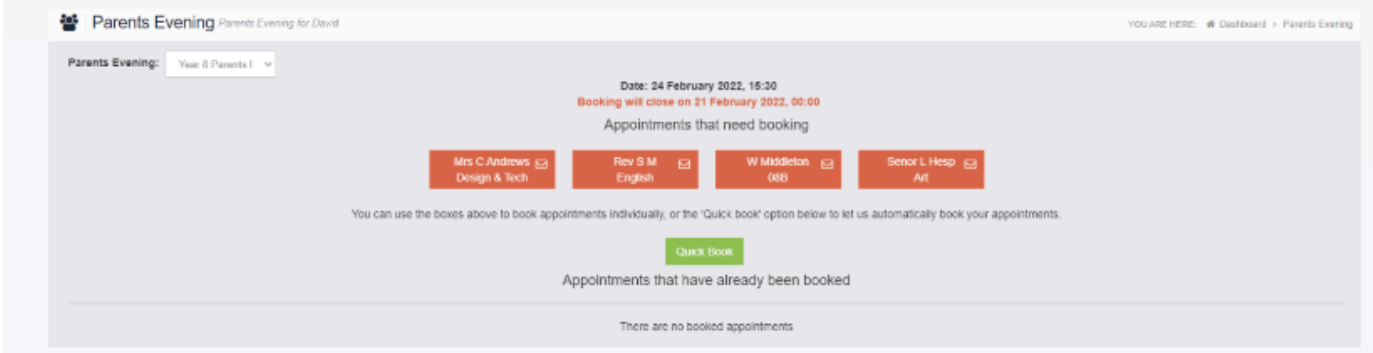 Parents Evening Parents Evening for David
YOU ARE HERE: Dashboard > Parents Evening
Parents Evening: Year 8 Parents I
Date: 24 February 2022, 15:30
Booking will close on 21 February 2022, 00:00
Appointments that need booking
Mrs C Andrews
Design & Tech
Rev S M
English
W Middleton
08B
Senor L Hesp
Art
You can use the boxes above to book appointments individually, or the 'Quick book' option below to let us automatically book your appointments.
Quick Book
Appointments that have already been booked
There are no booked appointments